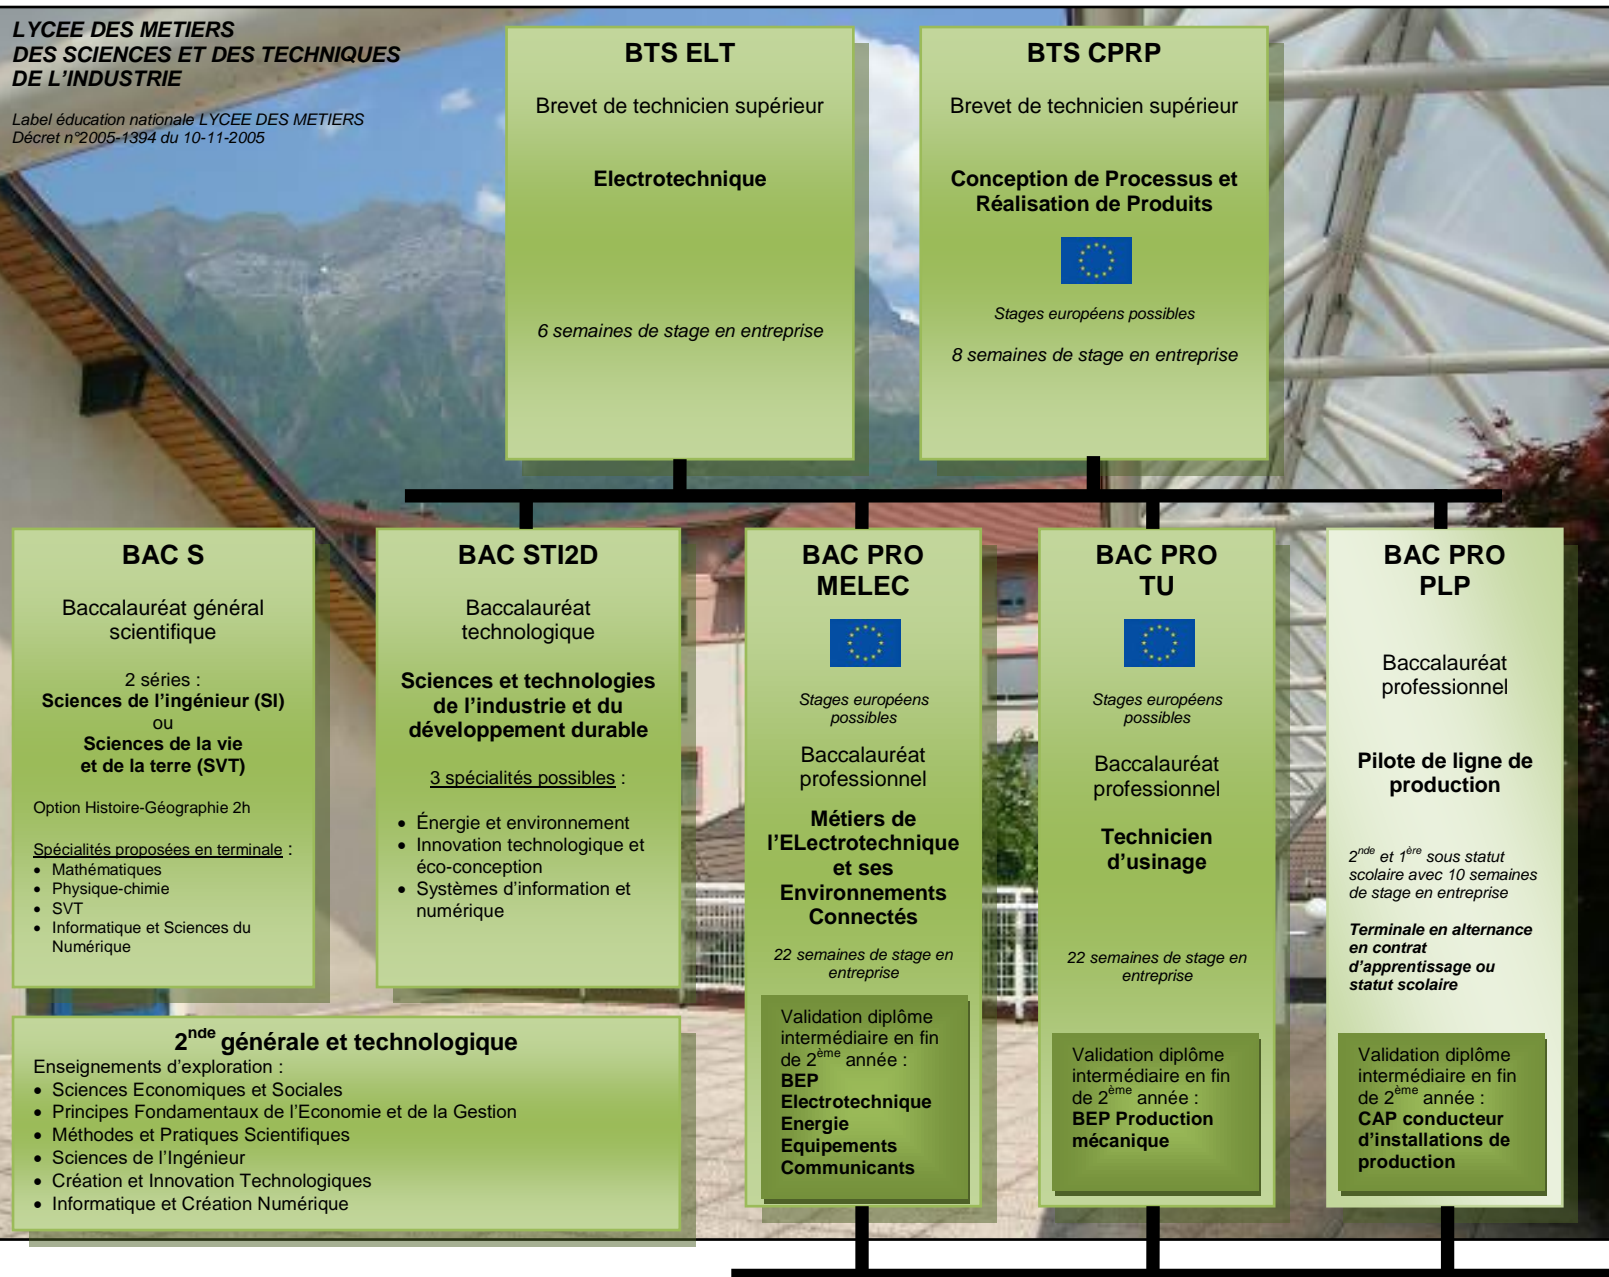 LYCEE DES METIERS
DES SCIENCES ET DES TECHNIQUES
DE L'INDUSTRIE
Label éducation nationale LYCEE DES METIERS
Décret n°2005-1394 du 10-11-2005
BTS ELT
Brevet de technicien supérieur
Electrotechnique
6 semaines de stage en entreprise
BTS CPRP
Brevet de technicien supérieur
Conception de Processus et
Réalisation de Produits
Stages européens possibles
8 semaines de stage en entreprise
BAC S
Baccalauréat général
scientifique
2 séries :
Sciences de l'ingénieur (SI)
ou
Sciences de la vie
et de la terre (SVT)
Option Histoire-Géographie 2h
Spécialités proposées en terminale :
• Mathématiques
• Physique-chimie
• SVT
• Informatique et Sciences du
Numérique
BAC STI2D
Baccalauréat
technologique
Sciences et technologies
de l'industrie et du
développement durable
3 spécialités possibles :
• Énergie et environnement
• Innovation technologique et
éco-conception
• Systèmes d'information et
numérique
BAC PRO
MELEC
Stages européens
possibles
Baccalauréat
professionnel
Métiers de
l'ELectrotechnique
et ses
Environnements
Connectés
22 semaines de stage en
entreprise
Validation diplôme
intermédiaire en fin
de 2ème année :
BEP
Electrotechnique
Energie
Equipements
Communicants
BAC PRO
TU
Stages européens
possibles
Baccalauréat
professionnel
Technicien
d'usinage
22 semaines de stage en
entreprise
Validation diplôme
intermédiaire en fin
de 2ème année :
BEP Production
mécanique
BAC PRO
PLP
Baccalauréat
professionnel
Pilote de ligne de
production
2nde et 1ère sous statut
scolaire avec 10 semaines
de stage en entreprise
Terminale en alternance
en contrat
d'apprentissage ou
statut scolaire
Validation diplôme
intermédiaire en fin
de 2ème année :
CAP conducteur
d'installations de
production
2nde générale et technologique
Enseignements d'exploration :
• Sciences Economiques et Sociales
• Principes Fondamentaux de l'Economie et de la Gestion
• Méthodes et Pratiques Scientifiques
• Sciences de l'Ingénieur
• Création et Innovation Technologiques
• Informatique et Création Numérique